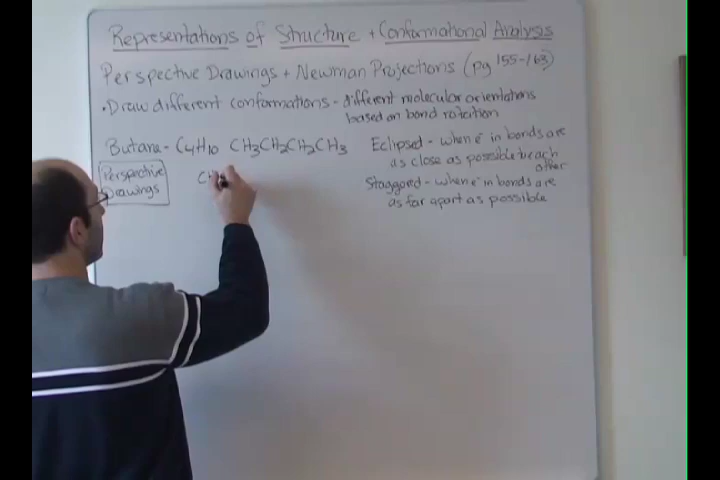 Representations of Structure + Conformational Analysis
Perspective Drawings + Newman Projections (pg 155-163)
• Draw different conformations - different molecular orientations
based on bond rotation
Butane - C4H10 CH3CH2CH2CH3
Eclipsed - when e- in bonds are
as close as possible to each
other
Staggored - when e- in bonds are
as far apart as possible
Perspective
Drawings
CH